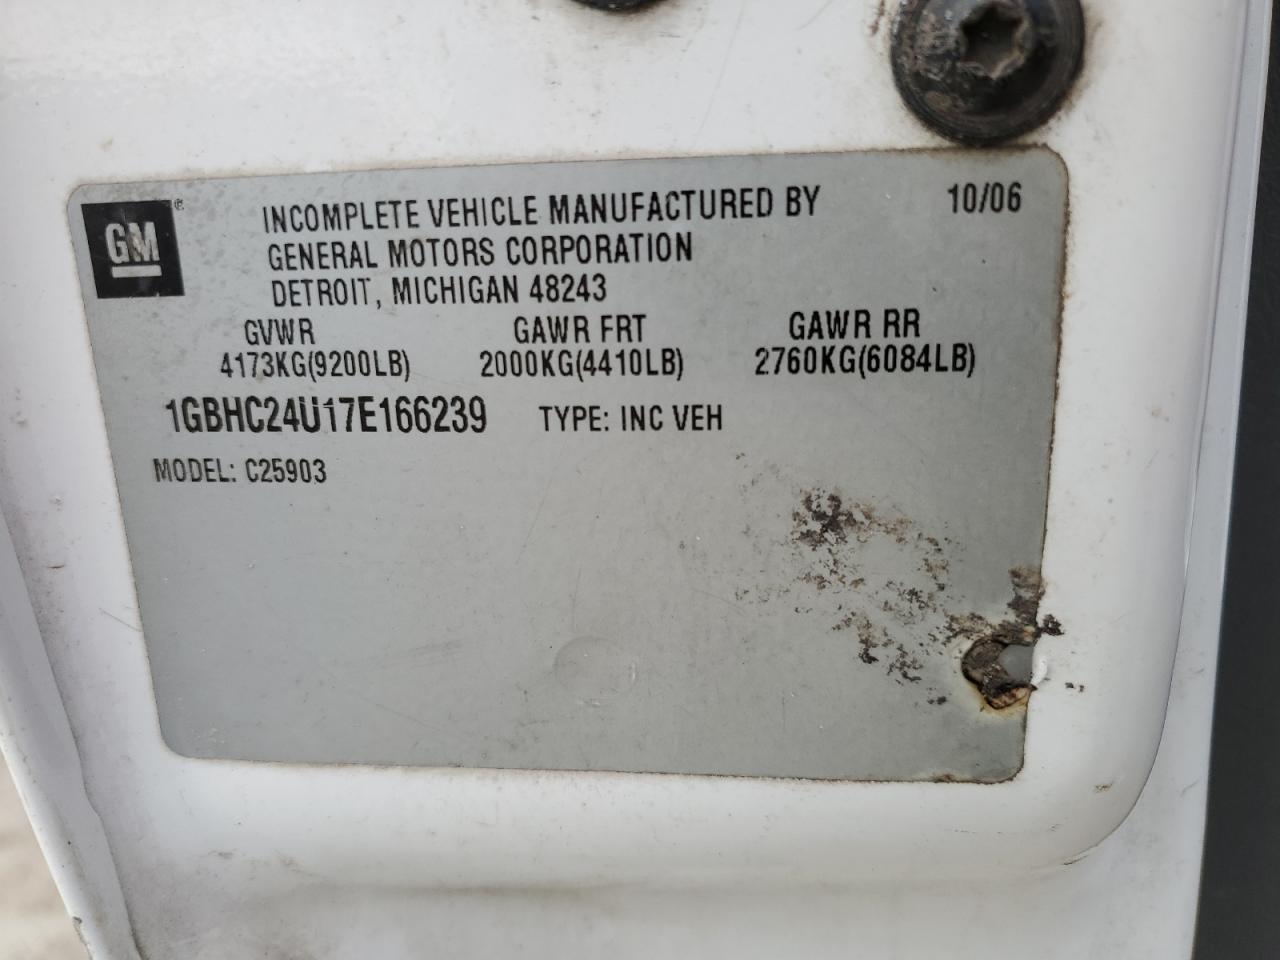 GM
INCOMPLETE VEHICLE MANUFACTURED BY 10/06
GENERAL MOTORS CORPORATION
DETROIT, MICHIGAN 48243
GVWR GAWR FRT GAWR RR
4173KG(9200LB) 2000KG(4410LB) 2760KG(6084LB)
1GBHC24U17E166239 TYPE: INC VEH
MODEL: C25903